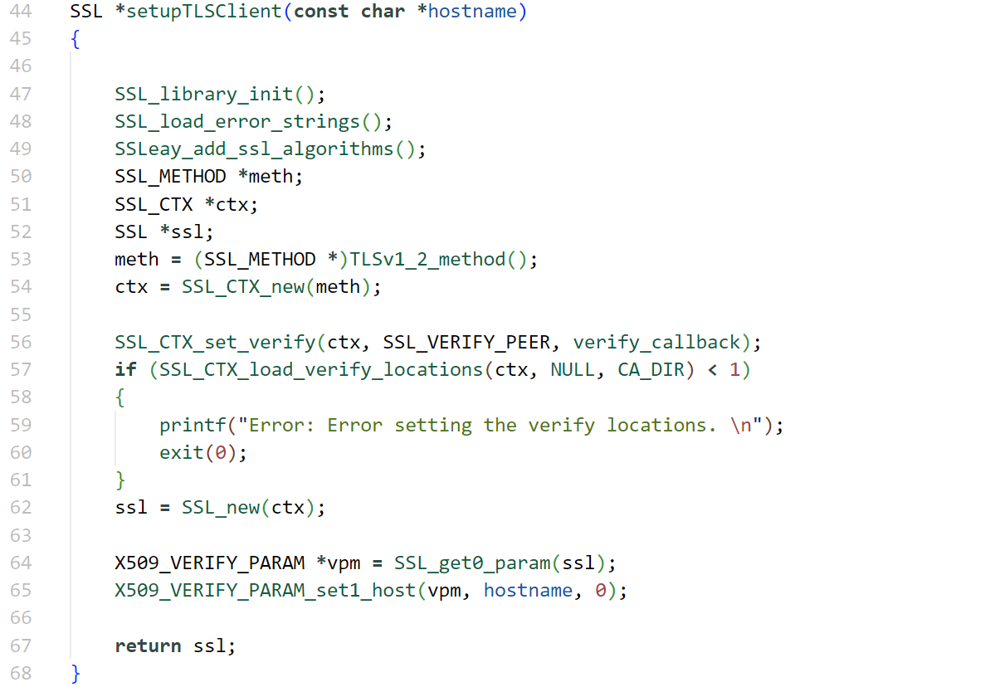 44 SSL *setupTLSClient(const char *hostname)
45 {
46
47     SSL_library_init();
48     SSL_load_error_strings();
49     SSLeay_add_ssl_algorithms();
50     SSL_METHOD *meth;
51     SSL_CTX *ctx;
52     SSL *ssl;
53     meth = (SSL_METHOD *)TLSv1_2_method();
54     ctx = SSL_CTX_new(meth);
55
56     SSL_CTX_set_verify(ctx, SSL_VERIFY_PEER, verify_callback);
57     if (SSL_CTX_load_verify_locations(ctx, NULL, CA_DIR) < 1)
58     {
59         printf("Error: Error setting the verify locations. \n");
60         exit(0);
61     }
62     ssl = SSL_new(ctx);
63
64     X509_VERIFY_PARAM *vpm = SSL_get0_param(ssl);
65     X509_VERIFY_PARAM_set1_host(vpm, hostname, 0);
66
67     return ssl;
68 }